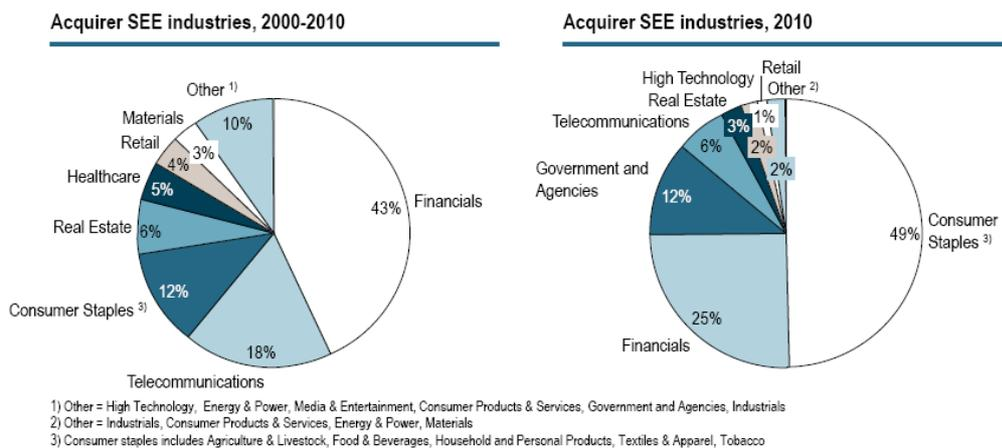 Acquirer SEE industries, 2000-2010
Other 1)
Materials
Retail
Healthcare
Real Estate
Consumer Staples 3)
Telecommunications
Financials
10%
3%
4%
5%
6%
12%
18%
43%
Acquirer SEE industries, 2010
Retail
High Technology
Other 2)
Real Estate
Telecommunications
Government and
Agencies
Financials
Consumer
Staples 3)
1%
3%
2%
6%
2%
12%
25%
49%
1) Other = High Technology, Energy & Power, Media & Entertainment, Consumer Products & Services, Government and Agencies, Industrials
2) Other = Industrials, Consumer Products & Services, Energy & Power, Materials
3) Consumer staples includes Agriculture & Livestock, Food & Beverages, Household and Personal Products, Textiles & Apparel, Tobacco